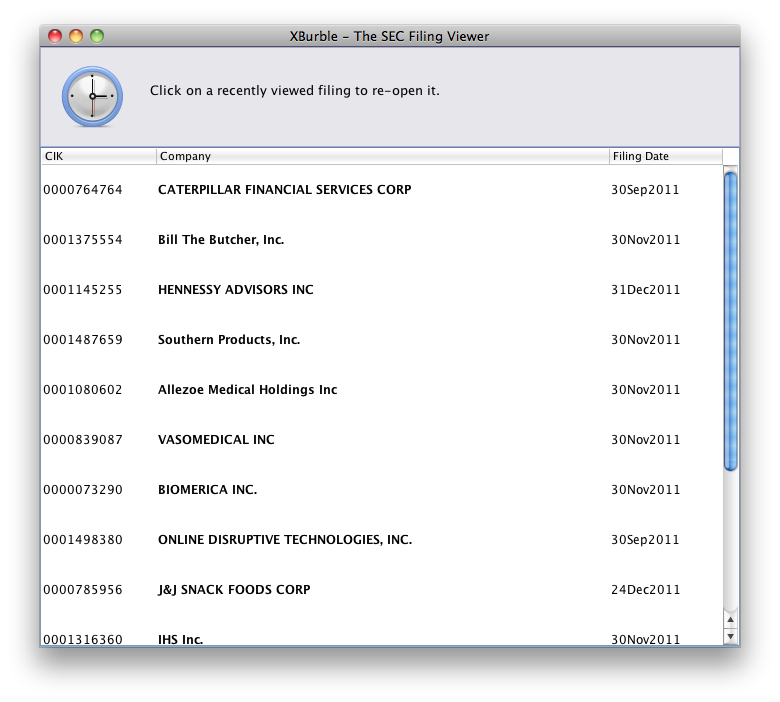 XBurble – The SEC Filing Viewer
Click on a recently viewed filing to re-open it.
CIK Company Filing Date
0000764764 CATERPILLAR FINANCIAL SERVICES CORP 30Sep2011
0001375554 Bill The Butcher, Inc. 30Nov2011
0001145255 HENNESSY ADVISORS INC 31Dec2011
0001487659 Southern Products, Inc. 30Nov2011
0001080602 Allezoe Medical Holdings Inc 30Nov2011
0000839087 VASOMEDICAL INC 30Nov2011
0000073290 BIOMERICA INC. 30Nov2011
0001498380 ONLINE DISRUPTIVE TECHNOLOGIES, INC. 30Sep2011
0000785956 J&J SNACK FOODS CORP 24Dec2011
0001316360 IHS Inc. 30Nov2011